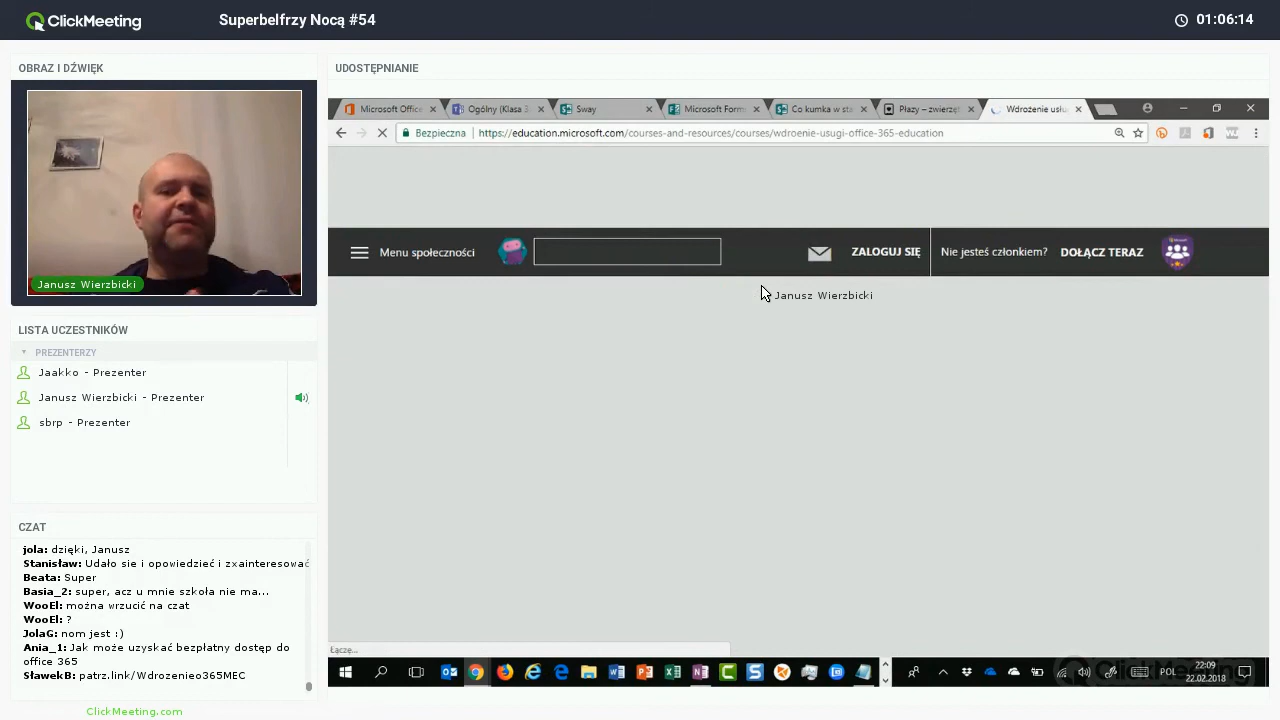 ClickMeeting
Superbelfrzy Nocą #54
01:06:14
OBRAZ I DŹWIĘK
Janusz Wierzbicki
LISTA UCZESTNIKÓW
PREZENTERZY
Jaakko - Prezenter
Janusz Wierzbicki - Prezenter
sbrp - Prezenter
CZAT
jola: dzięki, Janusz
Stanisław: Udało sie i opowiedzieć i zxainteresować
Beata: Super
Basia_2: super, acz u mnie szkoła nie ma...
WooEl: można wrzucić na czat
WooEl: ?
JolaG: nom jest :)
Ania_1: Jak może uzyskać bezpłatny dostęp do
office 365
SławekB: patrz.link/Wdrozenieo365MEC
ClickMeeting.com
UDOSTĘPNIANIE
Microsoft Office
Ogólny (Klasa 3
Sway
Microsoft Form
Co kumka w sta
Płazy – zwierzęt
Wdrożenie usłu
Bezpieczna
https://education.microsoft.com/courses-and-resources/courses/wdroenie-usugi-office-365-education
Menu społeczności
ZALOGUJ SIĘ
Nie jesteś członkiem?
DOŁĄCZ TERAZ
Janusz Wierzbicki
Łączę...
POL
22:09
22.02.2018
ClickMeeting